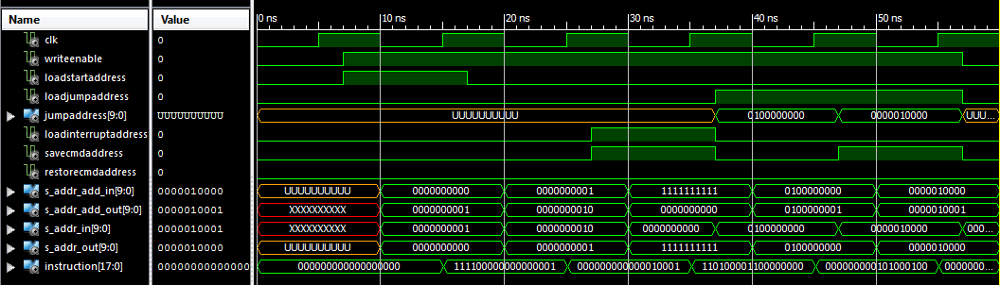 Name Value 0 ns 10 ns 20 ns 30 ns 40 ns 50 ns
clk 0
writeenable 0
loadstartaddress 0
loadjumpaddress 0
jumpaddress[9:0] UUUUUUUUUU UUUUUUUUUU 0100000000 0000010000 UUU...
loadinterruptaddress 0
savecmdaddress 0
restorecmdaddress 0
s_addr_add_in[9:0] 0000010000 UUUUUUUUUU 0000000000 0000000001 1111111111 0100000000 0000010000
s_addr_add_out[9:0] 0000010001 XXXXXXXXXX 0000000001 0000000010 0000000000 0100000001 0000010001
s_addr_in[9:0] 0000010001 XXXXXXXXXX 0000000001 0000000010 0000000000 0100000000 0000010000 000...
s_addr_out[9:0] 0000010000 UUUUUUUUUU 0000000000 0000000001 1111111111 0100000000 0000010000
instruction[17:0] 000000000000000000 111100000000000001 000000000000010001 0000...